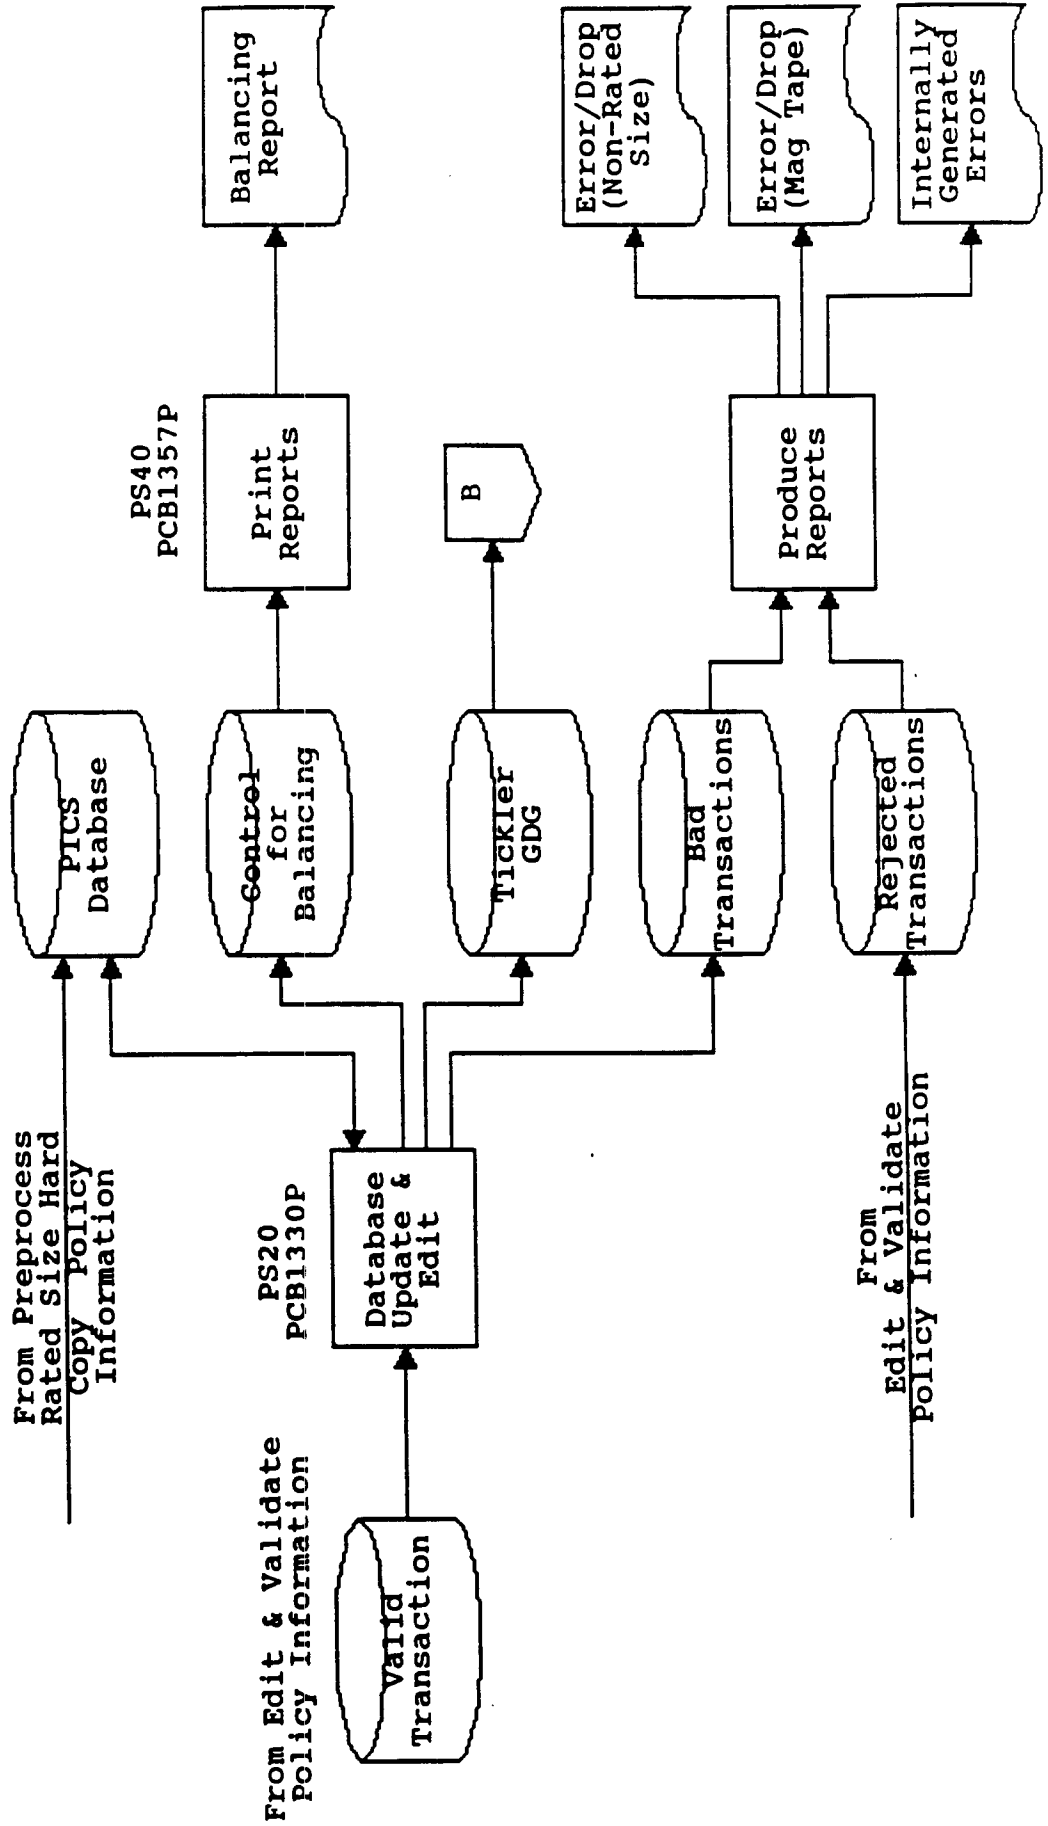 From Preprocess
Rated Size Hard
Copy Policy
Information
PICS
Database
From Edit & Validate
Policy Information
Valid
Transaction
PS20
PCB1330P
Database
Update &
Edit
Control
for
Balancing
PS40
PCB1357P
Print
Reports
Balancing
Report
Tickler
GDG
B
Bad
Transactions
From
Edit & Validate
Policy Information
Rejected
Transactions
Produce
Reports
Error/Drop
(Non-Rated
Size)
Error/Drop
(Mag Tape)
Internally
Generated
Errors